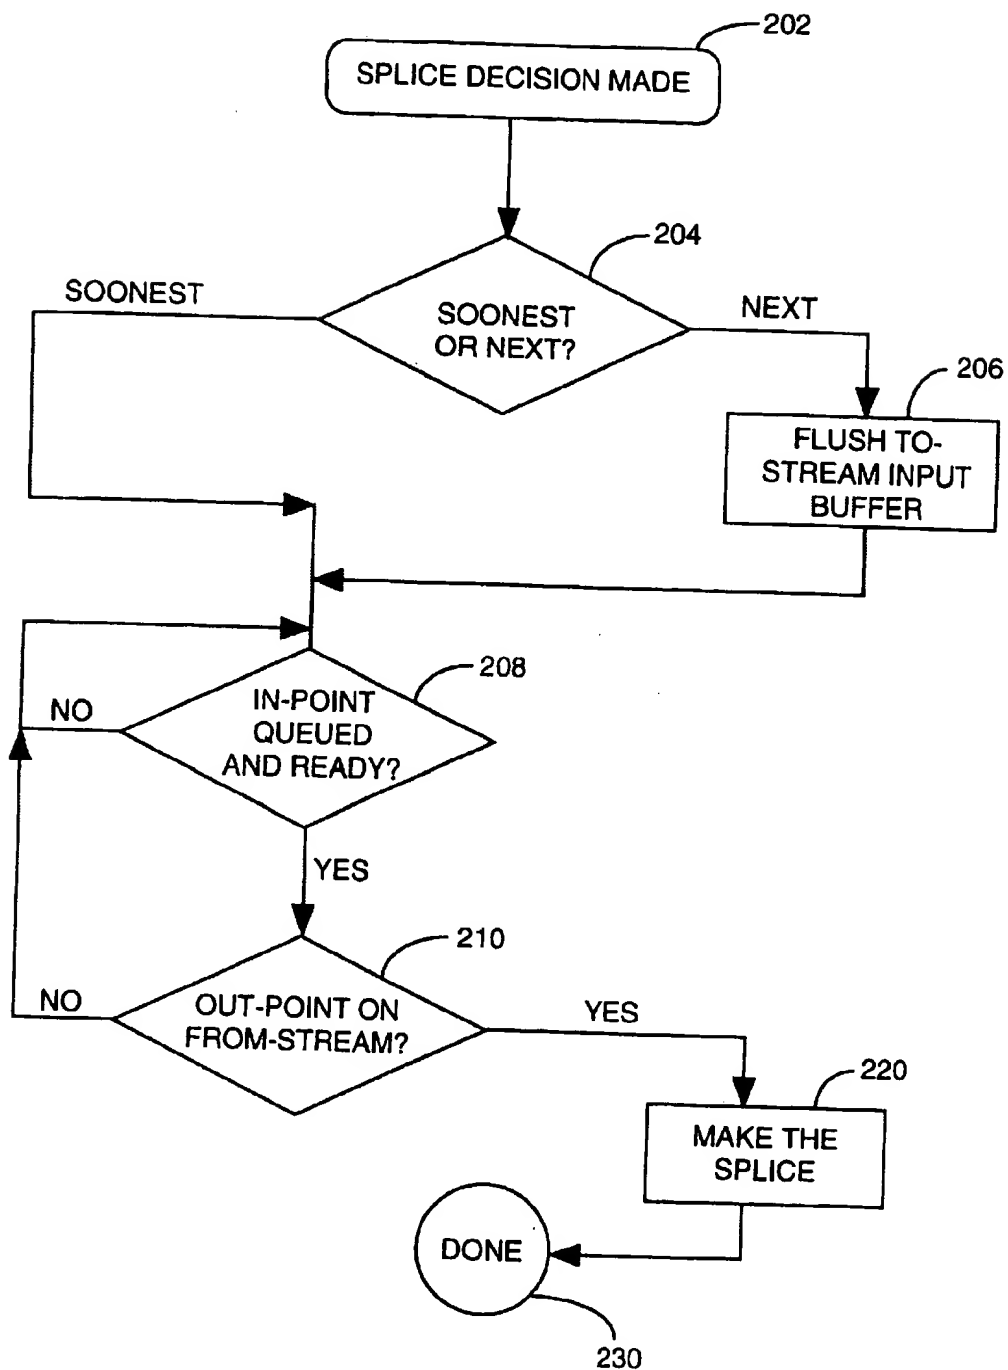 202
SPLICE DECISION MADE
204
SOONEST
NEXT
SOONEST
OR NEXT?
206
FLUSH TO-
STREAM INPUT
BUFFER
208
NO
IN-POINT
QUEUED
AND READY?
YES
210
NO
OUT-POINT ON
FROM-STREAM?
YES
220
MAKE THE
SPLICE
DONE
230